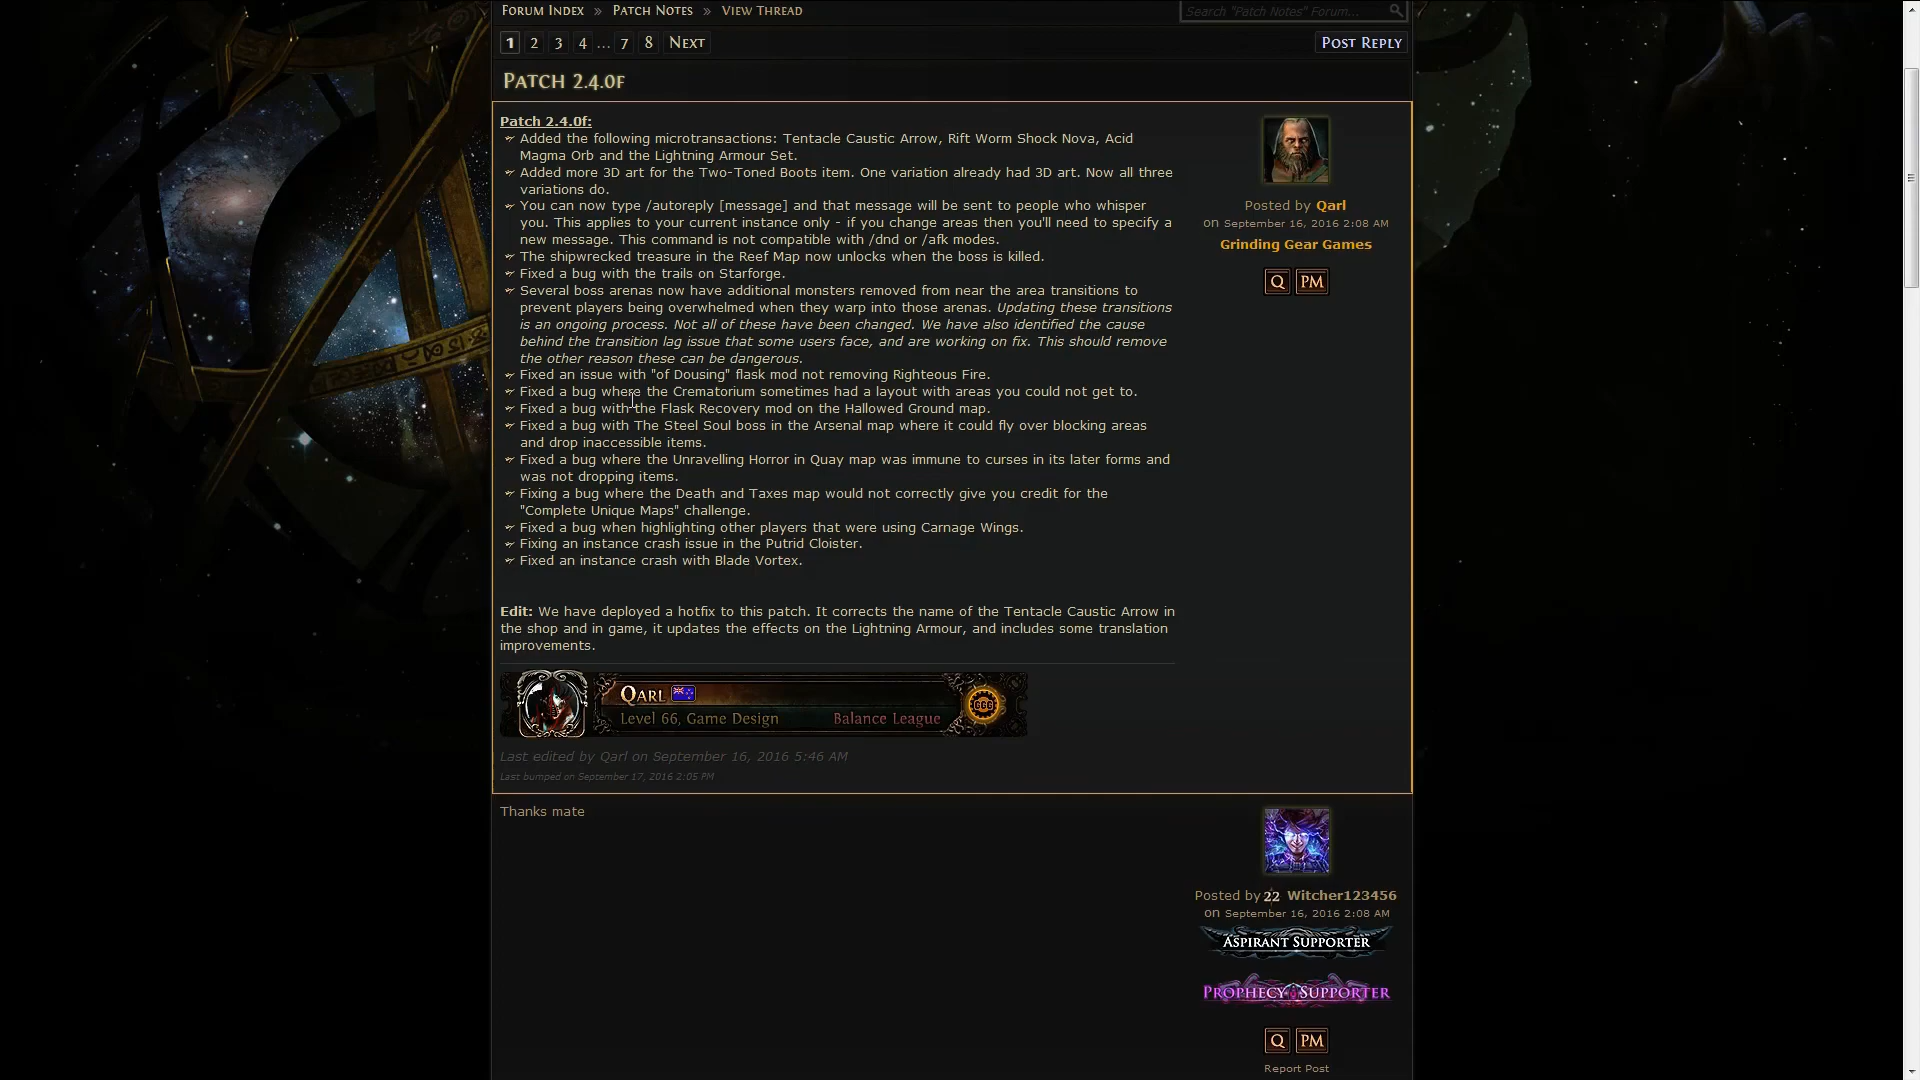 Forum Index » Patch Notes » View Thread
Search "Patch Notes" Forum...
1 2 3 4 ... 7 8 Next
Post Reply
Patch 2.4.0f
Patch 2.4.0f:
Added the following microtransactions: Tentacle Caustic Arrow, Rift Worm Shock Nova, Acid
Magma Orb and the Lightning Armour Set.
Added more 3D art for the Two-Toned Boots item. One variation already had 3D art. Now all three
variations do.
You can now type /autoreply [message] and that message will be sent to people who whisper
you. This applies to your current instance only - if you change areas then you'll need to specify a
new message. This command is not compatible with /dnd or /afk modes.
The shipwrecked treasure in the Reef Map now unlocks when the boss is killed.
Fixed a bug with the trails on Starforge.
Several boss arenas now have additional monsters removed from near the area transitions to
prevent players being overwhelmed when they warp into those arenas. Updating these transitions
is an ongoing process. Not all of these have been changed. We have also identified the cause
behind the transition lag issue that some users face, and are working on fix. This should remove
the other reason these can be dangerous.
Fixed an issue with "of Dousing" flask mod not removing Righteous Fire.
Fixed a bug where the Crematorium sometimes had a layout with areas you could not get to.
Fixed a bug with the Flask Recovery mod on the Hallowed Ground map.
Fixed a bug with The Steel Soul boss in the Arsenal map where it could fly over blocking areas
and drop inaccessible items.
Fixed a bug where the Unravelling Horror in Quay map was immune to curses in its later forms and
was not dropping items.
Fixing a bug where the Death and Taxes map would not correctly give you credit for the
"Complete Unique Maps" challenge.
Fixed a bug when highlighting other players that were using Carnage Wings.
Fixing an instance crash issue in the Putrid Cloister.
Fixed an instance crash with Blade Vortex.
Edit: We have deployed a hotfix to this patch. It corrects the name of the Tentacle Caustic Arrow in
the shop and in game, it updates the effects on the Lightning Armour, and includes some translation
improvements.
Qarl
Level 66, Game Design Balance League
GGG
Last edited by Qarl on September 16, 2016 5:46 AM
Last bumped on September 17, 2016 2:05 PM
Posted by Qarl
on September 16, 2016 2:08 AM
Grinding Gear Games
Q PM
Thanks mate
Posted by 22 Witcher123456
on September 16, 2016 2:08 AM
Aspirant Supporter
Prophecy Supporter
Q PM
Report Post